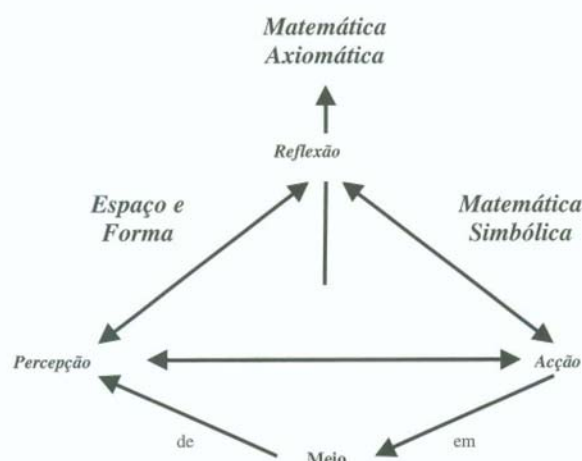 Matemática
Axiomática
Reflexão
Espaço e
Forma
Matemática
Simbólica
Percepção
Acção
de
em
Meio